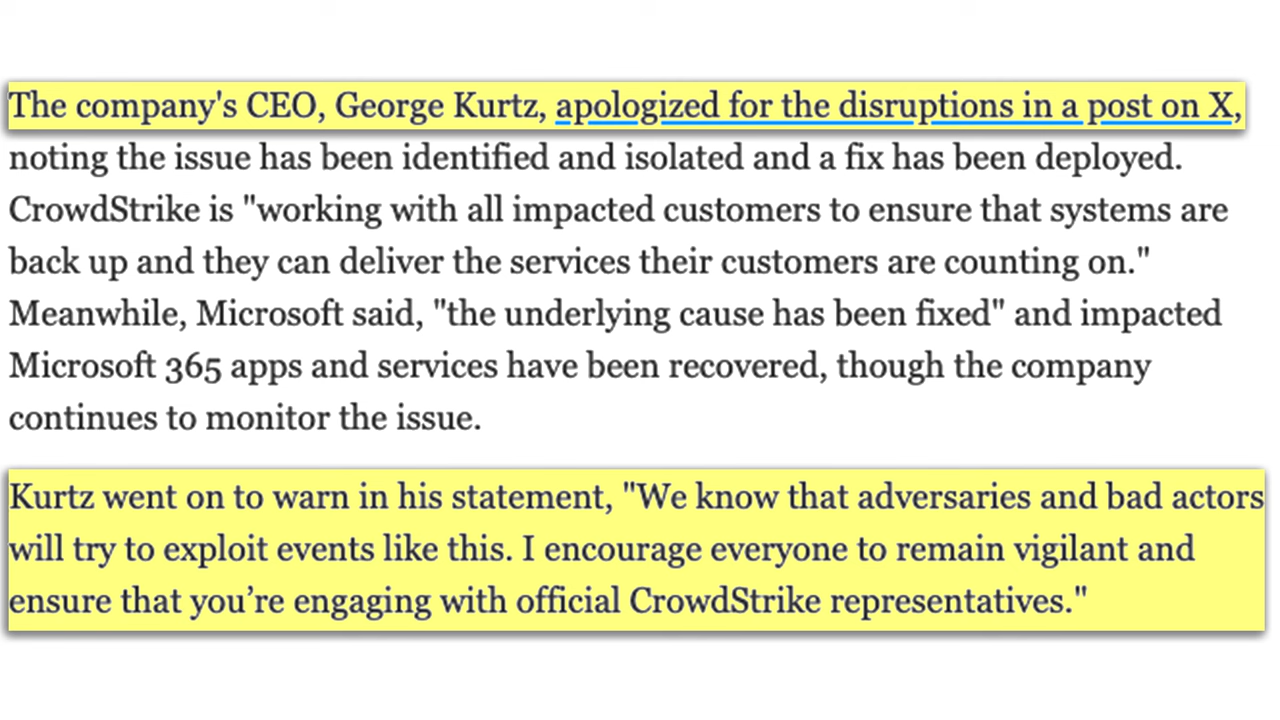 The company's CEO, George Kurtz, apologized for the disruptions in a post on X,
noting the issue has been identified and isolated and a fix has been deployed.
CrowdStrike is "working with all impacted customers to ensure that systems are
back up and they can deliver the services their customers are counting on."
Meanwhile, Microsoft said, "the underlying cause has been fixed" and impacted
Microsoft 365 apps and services have been recovered, though the company
continues to monitor the issue.
Kurtz went on to warn in his statement, "We know that adversaries and bad actors
will try to exploit events like this. I encourage everyone to remain vigilant and
ensure that you’re engaging with official CrowdStrike representatives."